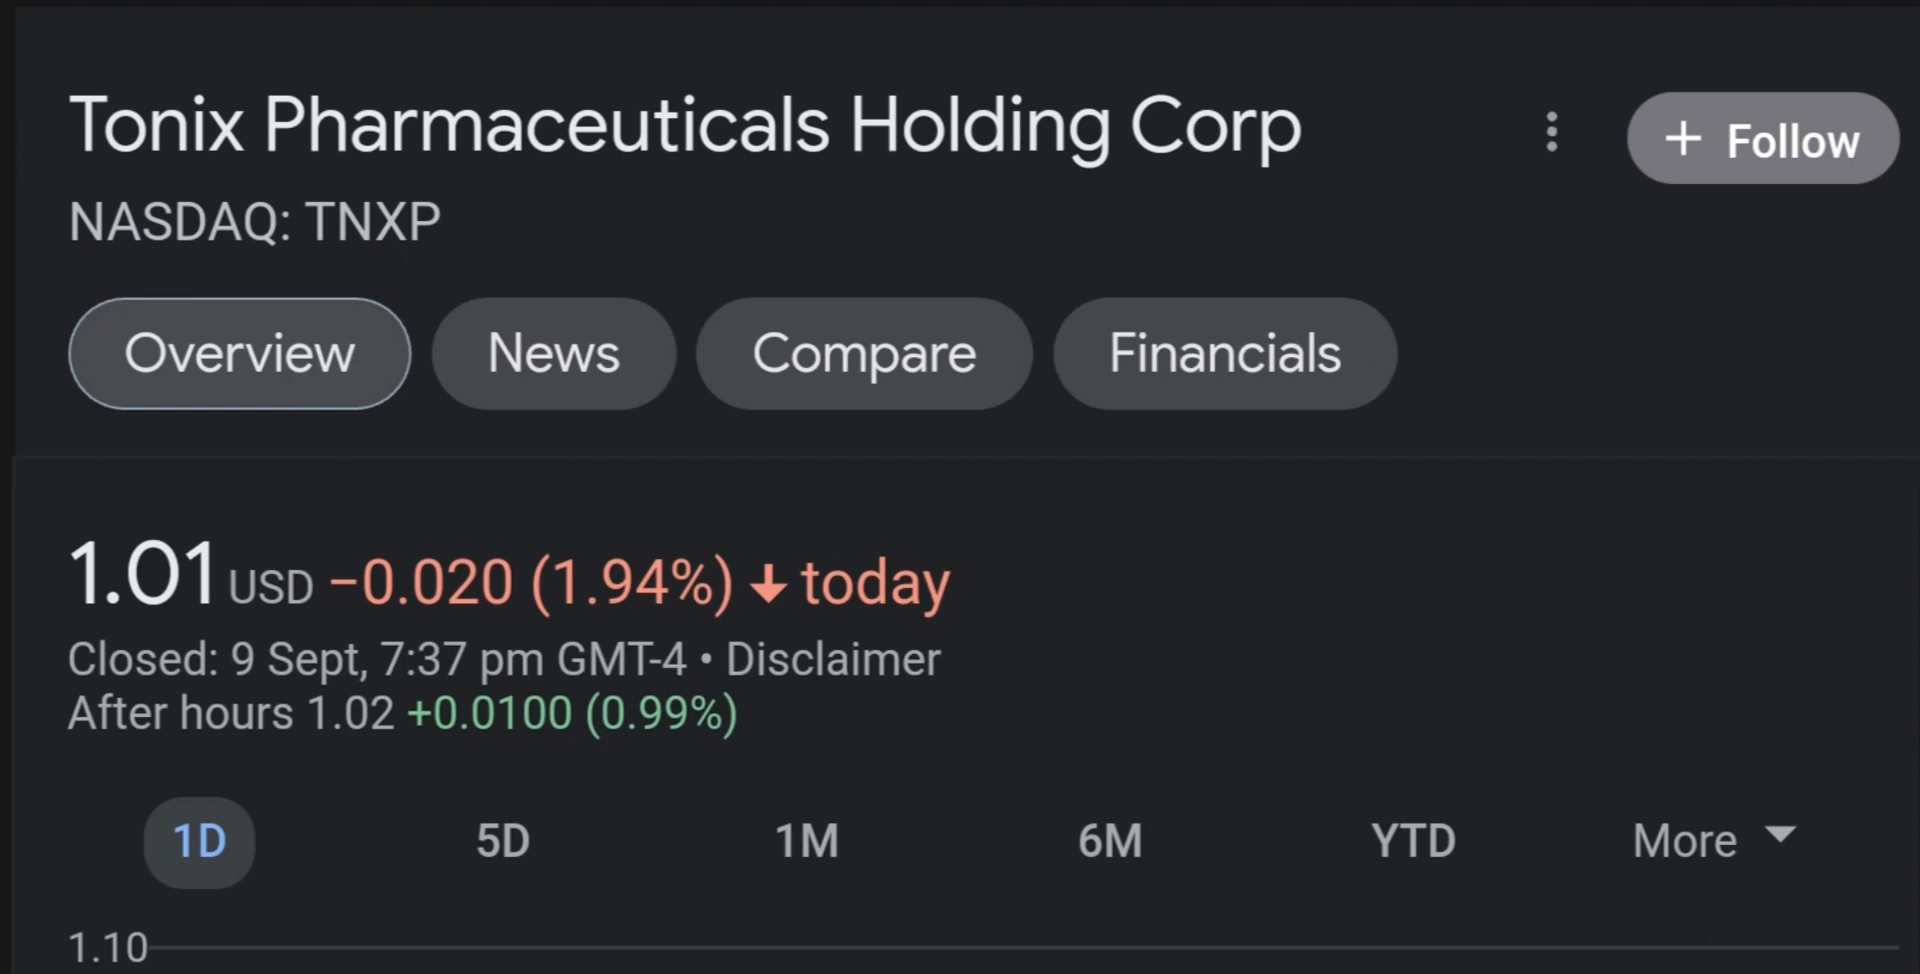 Tonix Pharmaceuticals Holding Corp
+ Follow
NASDAQ: TNXP
Overview News Compare Financials
1.01 USD −0.020 (1.94%) ↓ today
Closed: 9 Sept, 7:37 pm GMT-4 • Disclaimer
After hours 1.02 +0.0100 (0.99%)
1D 5D 1M 6M YTD More
1.10